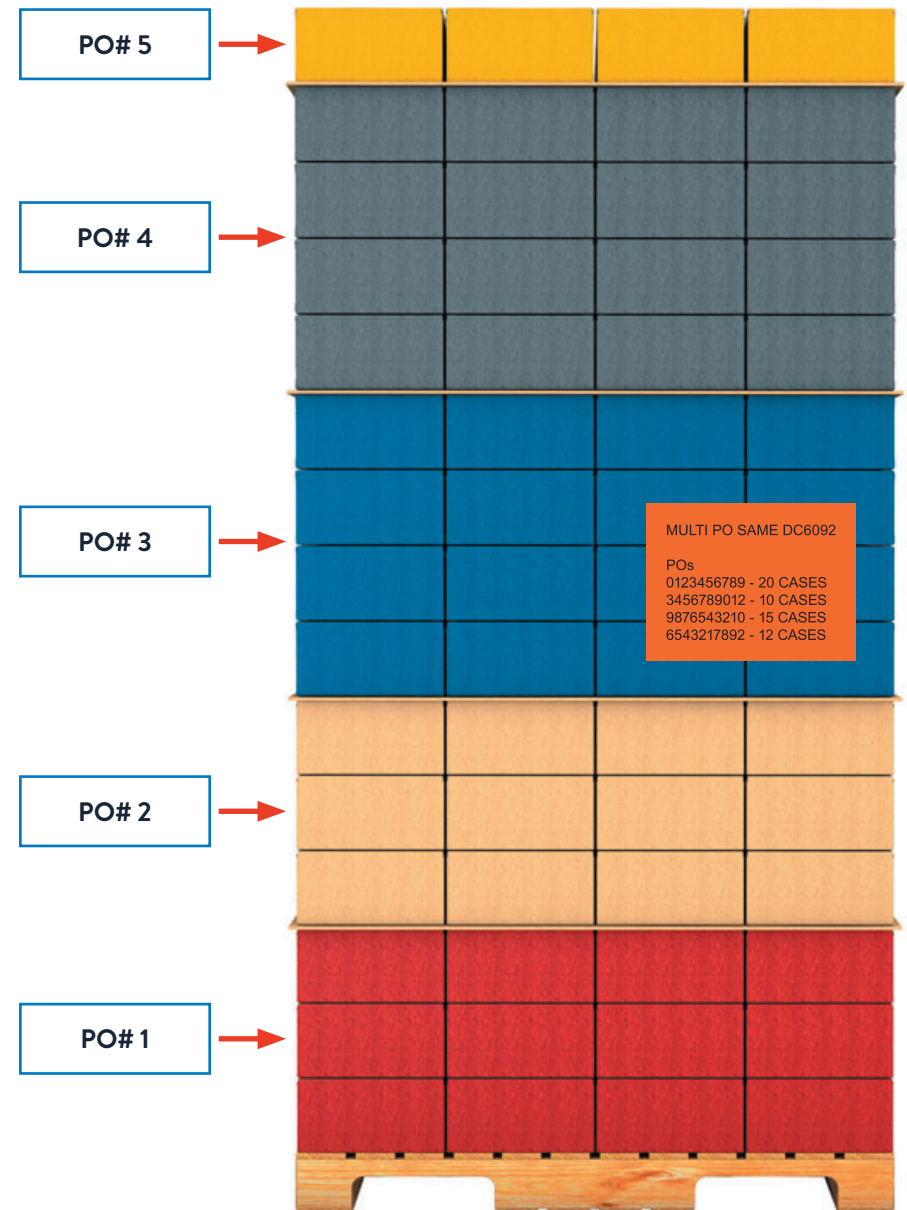 PO# 5
PO# 4
PO# 3
MULTI PO SAME DC6092
POs
0123456789 - 20 CASES
3456789012 - 10 CASES
9876543210 - 15 CASES
6543217892 - 12 CASES
PO# 2
PO# 1